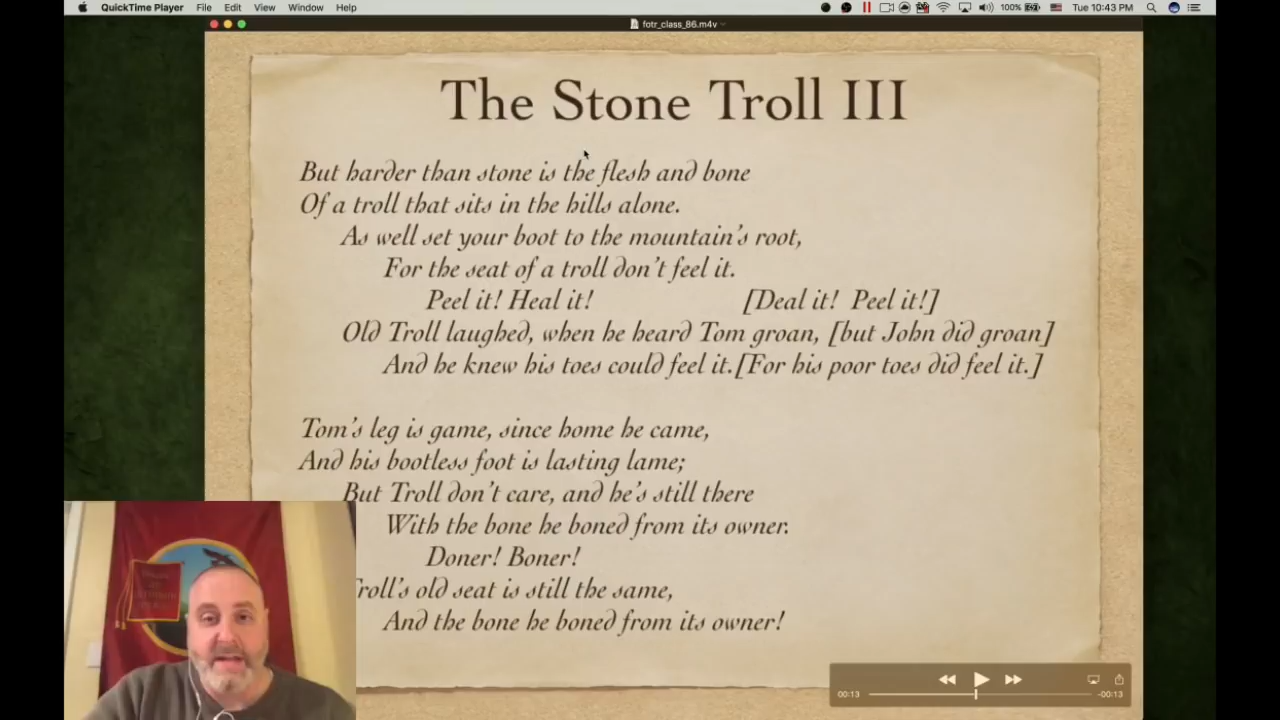 QuickTime Player File Edit View Window Help 100% Tue 10:43 PM
fotr_class_86.m4v
The Stone Troll III
But harder than stone is the flesh and bone
Of a troll that sits in the hills alone.
As well set your boot to the mountain's root,
For the seat of a troll don't feel it.
Peel it! Heal it! [Deal it! Peel it!]
Old Troll laughed, when he heard Tom groan, [but John did groan]
And he knew his toes could feel it.[For his poor toes did feel it.]
Tom's leg is game, since home he came,
And his bootless foot is lasting lame;
But Troll don't care, and he's still there
With the bone he boned from its owner.
Doner! Boner!
Troll's old seat is still the same,
And the bone he boned from its owner!
00:13 -00:13